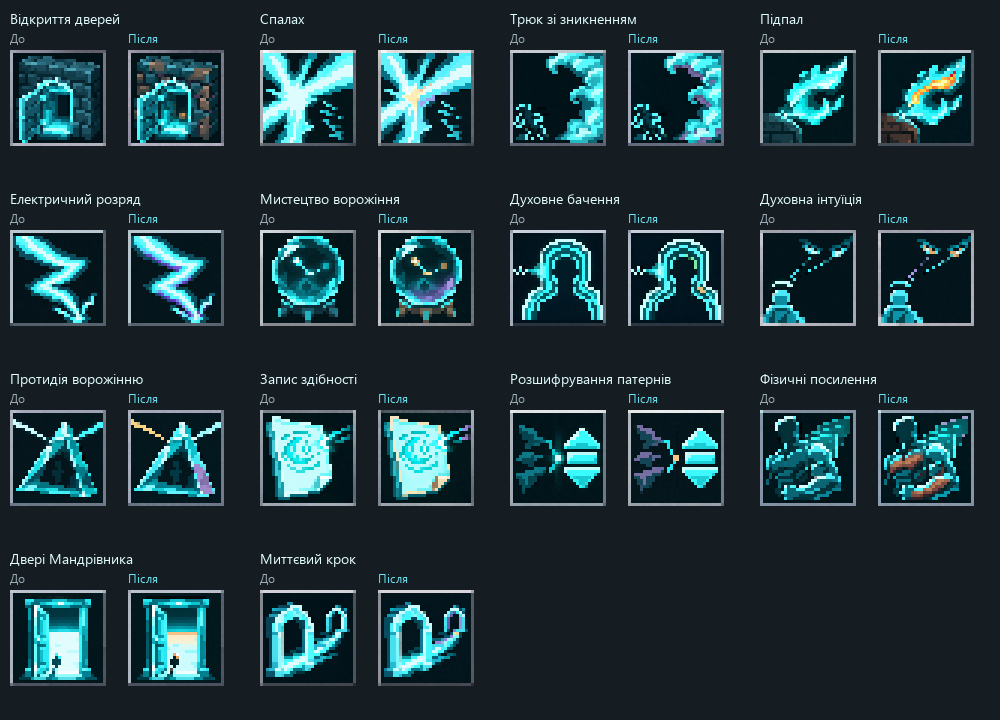 Відкриття дверей
До Після
Спалах
До Після
Трюк зі зникненням
До Після
Підпал
До Після
Електричний розряд
До Після
Мистецтво ворожіння
До Після
Духовне бачення
До Після
Духовна інтуїція
До Після
Протидія ворожінню
До Після
Запис здібності
До Після
Розшифрування патернів
До Після
Фізичні посилення
До Після
Двері Мандрівника
До Після
Миттєвий крок
До Після